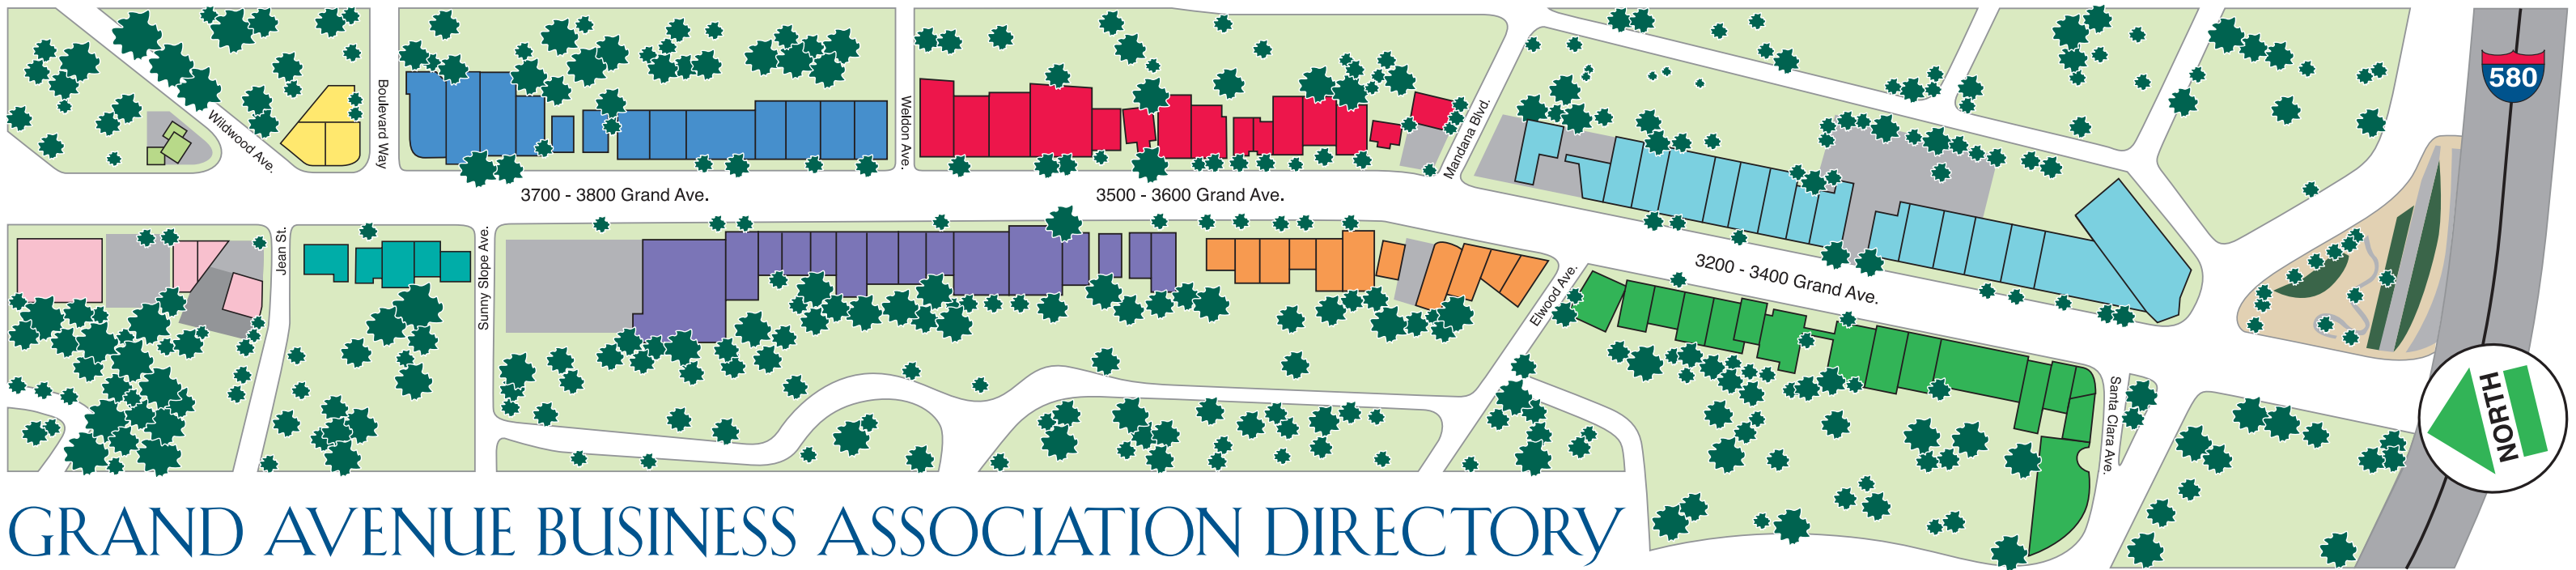 580
Wildwood Ave.
Boulevard Way
Weldon Ave.
Mandana Blvd.
3700 - 3800 Grand Ave.
3500 - 3600 Grand Ave.
3200 - 3400 Grand Ave.
Jean St.
Sunny Slope Ave.
Elwood Ave.
Santa Clara Ave.
NORTH
GRAND AVENUE BUSINESS ASSOCIATION DIRECTORY